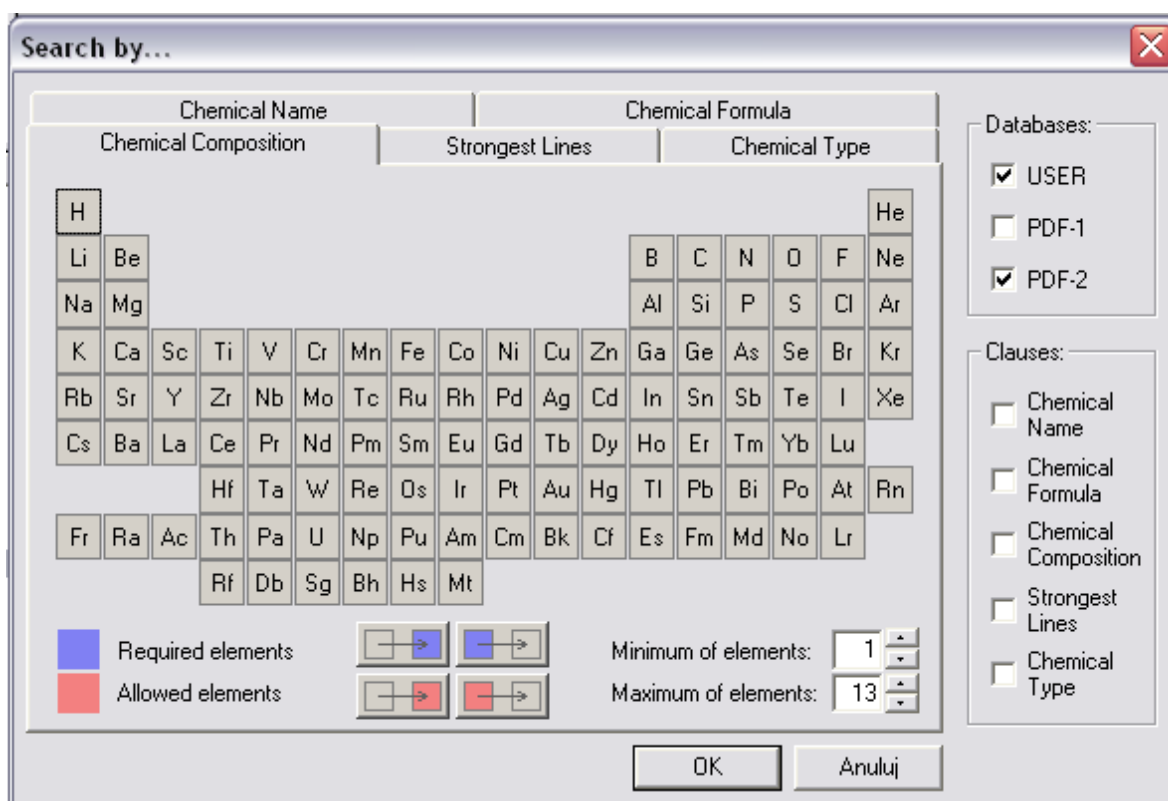 Search by...
Chemical Name Chemical Formula
Chemical Composition Strongest Lines Chemical Type
H He
Li Be B C N O F Ne
Na Mg Al Si P S Cl Ar
K Ca Sc Ti V Cr Mn Fe Co Ni Cu Zn Ga Ge As Se Br Kr
Rb Sr Y Zr Nb Mo Tc Ru Rh Pd Ag Cd In Sn Sb Te I Xe
Cs Ba La Ce Pr Nd Pm Sm Eu Gd Tb Dy Ho Er Tm Yb Lu
Hf Ta W Re Os Ir Pt Au Hg Tl Pb Bi Po At Rn
Fr Ra Ac Th Pa U Np Pu Am Cm Bk Cf Es Fm Md No Lr
Rf Db Sg Bh Hs Mt
Required elements
Allowed elements
Minimum of elements: 1
Maximum of elements: 13
Databases:
USER
PDF-1
PDF-2
Clauses:
Chemical
Name
Chemical
Formula
Chemical
Composition
Strongest
Lines
Chemical
Type
OK Anuluj